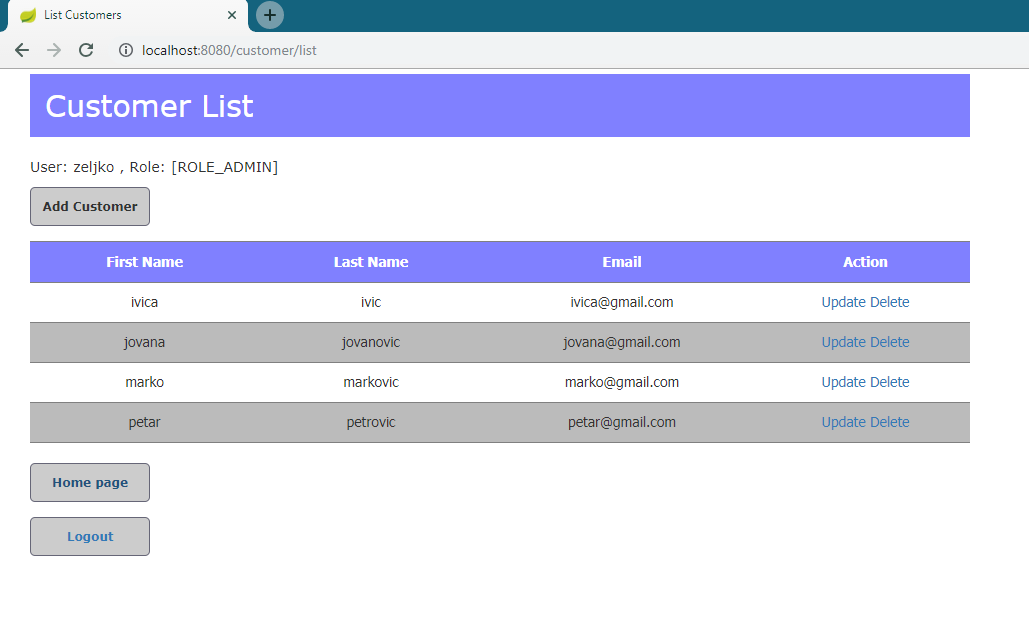 List Customers
localhost:8080/customer/list
Customer List
User: zeljko , Role: [ROLE_ADMIN]
Add Customer
First Name Last Name Email Action
ivica ivic ivica@gmail.com Update Delete
jovana jovanovic jovana@gmail.com Update Delete
marko markovic marko@gmail.com Update Delete
petar petrovic petar@gmail.com Update Delete
Home page
Logout